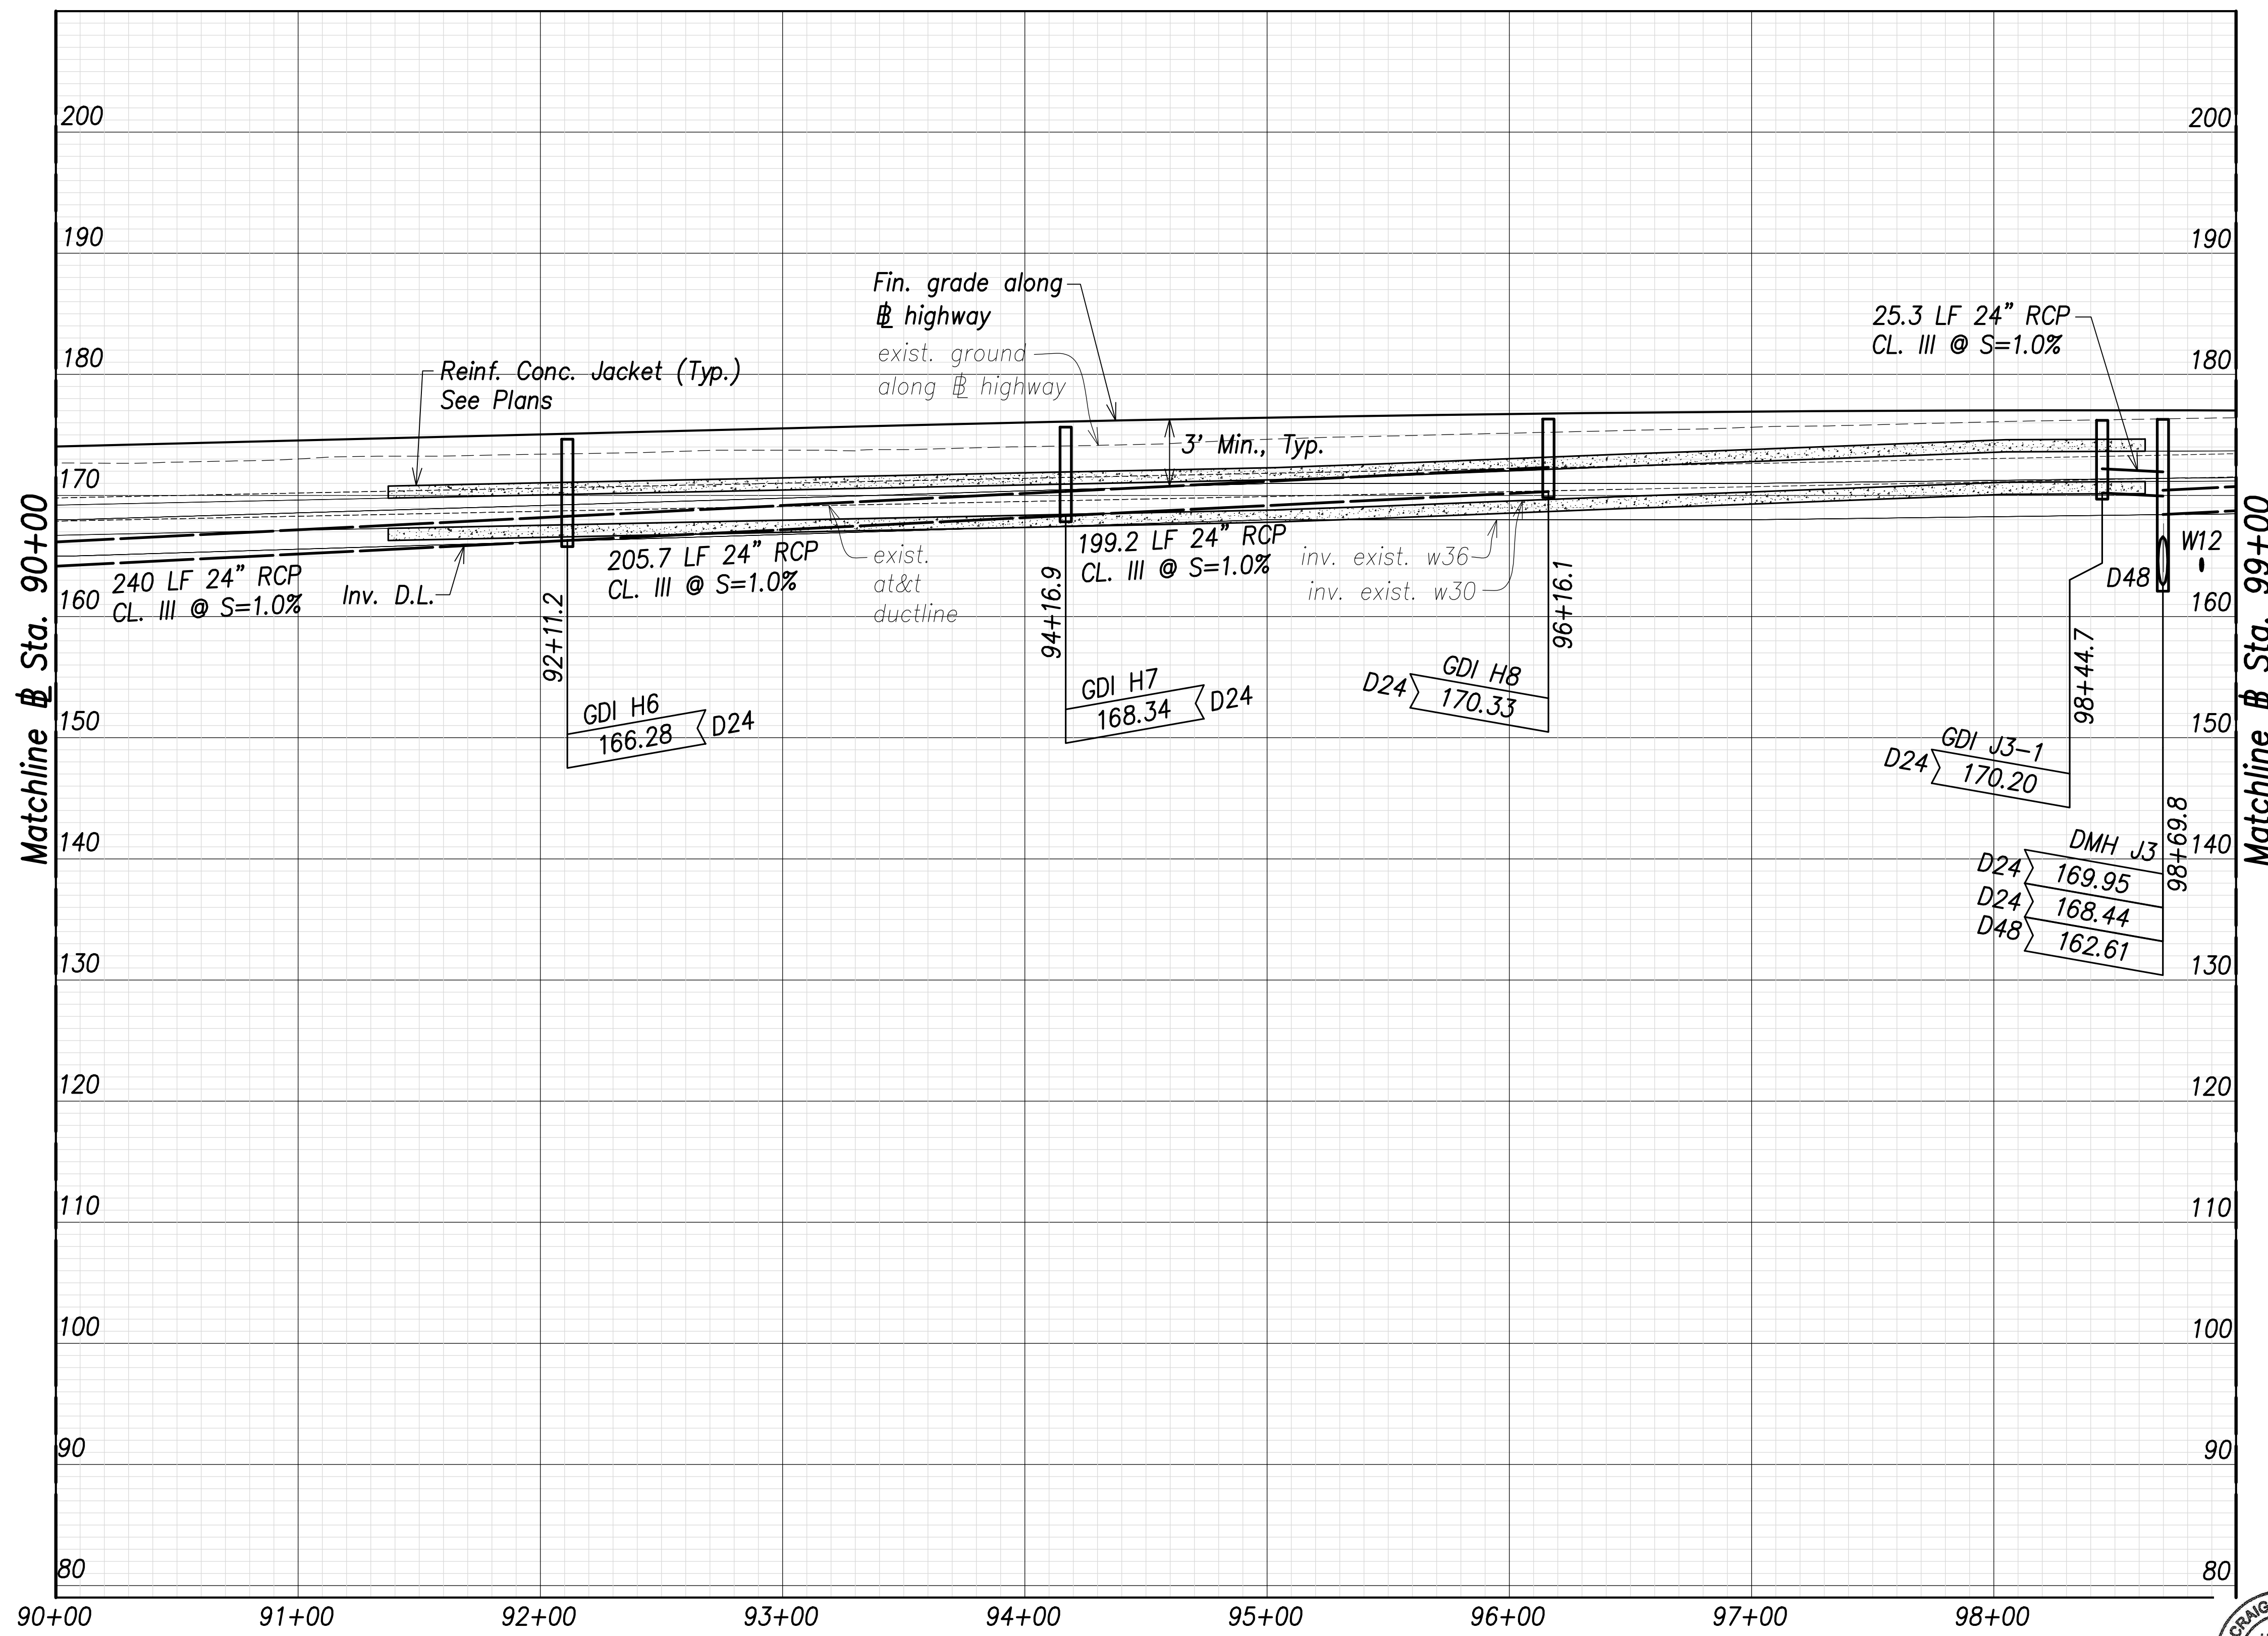 200
200
190
190
Fin. grade along
℄ highway
exist. ground
along ℄ highway
25.3 LF 24” RCP
CL. III @ S=1.0%
180
180
Reinf. Conc. Jacket (Typ.)
See Plans
3' Min., Typ.
170
Matchline ℄ Sta. 90+00
Matchline ℄ Sta. 99+00
240 LF 24” RCP
CL. III @ S=1.0%
Inv. D.L.
205.7 LF 24” RCP
CL. III @ S=1.0%
exist.
at&t
ductline
199.2 LF 24” RCP
CL. III @ S=1.0%
inv. exist. w36
inv. exist. w30
W12
D48
160
160
92+11.2
94+16.9
96+16.1
98+44.7
98+69.8
GDI H6
166.28
D24
GDI H7
168.34
D24
GDI H8
D24
170.33
150
150
GDI J3-1
D24
170.20
140
140
DMH J3
D24
169.95
D24
168.44
D48
162.61
130
130
120
120
110
110
100
100
90
90
80
80
90+00 91+00 92+00 93+00 94+00 95+00 96+00 97+00 98+00
CRAIG